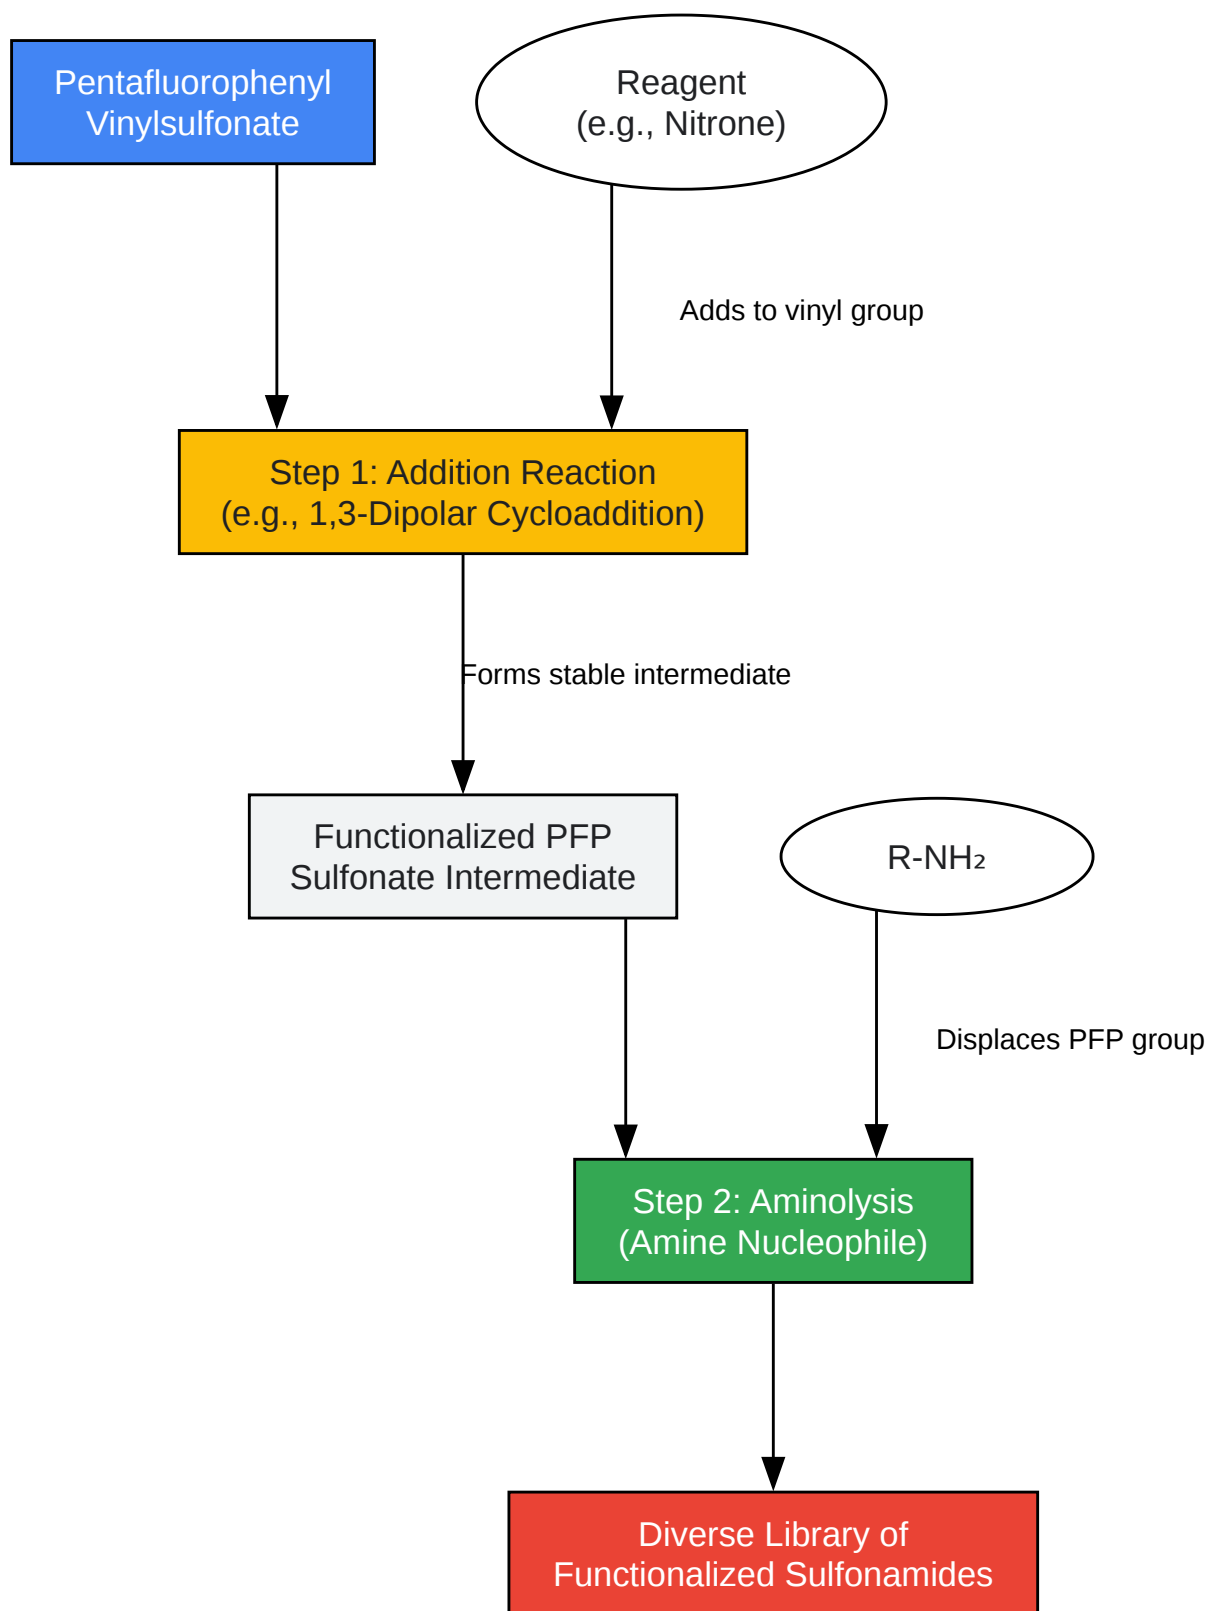 Pentafluorophenyl
Vinylsulfonate
Reagent
(e.g., Nitrone)
Adds to vinyl group
Step 1: Addition Reaction
(e.g., 1,3-Dipolar Cycloaddition)
Forms stable intermediate
Functionalized PFP
Sulfonate Intermediate
R-NH₂
Displaces PFP group
Step 2: Aminolysis
(Amine Nucleophile)
Diverse Library of
Functionalized Sulfonamides